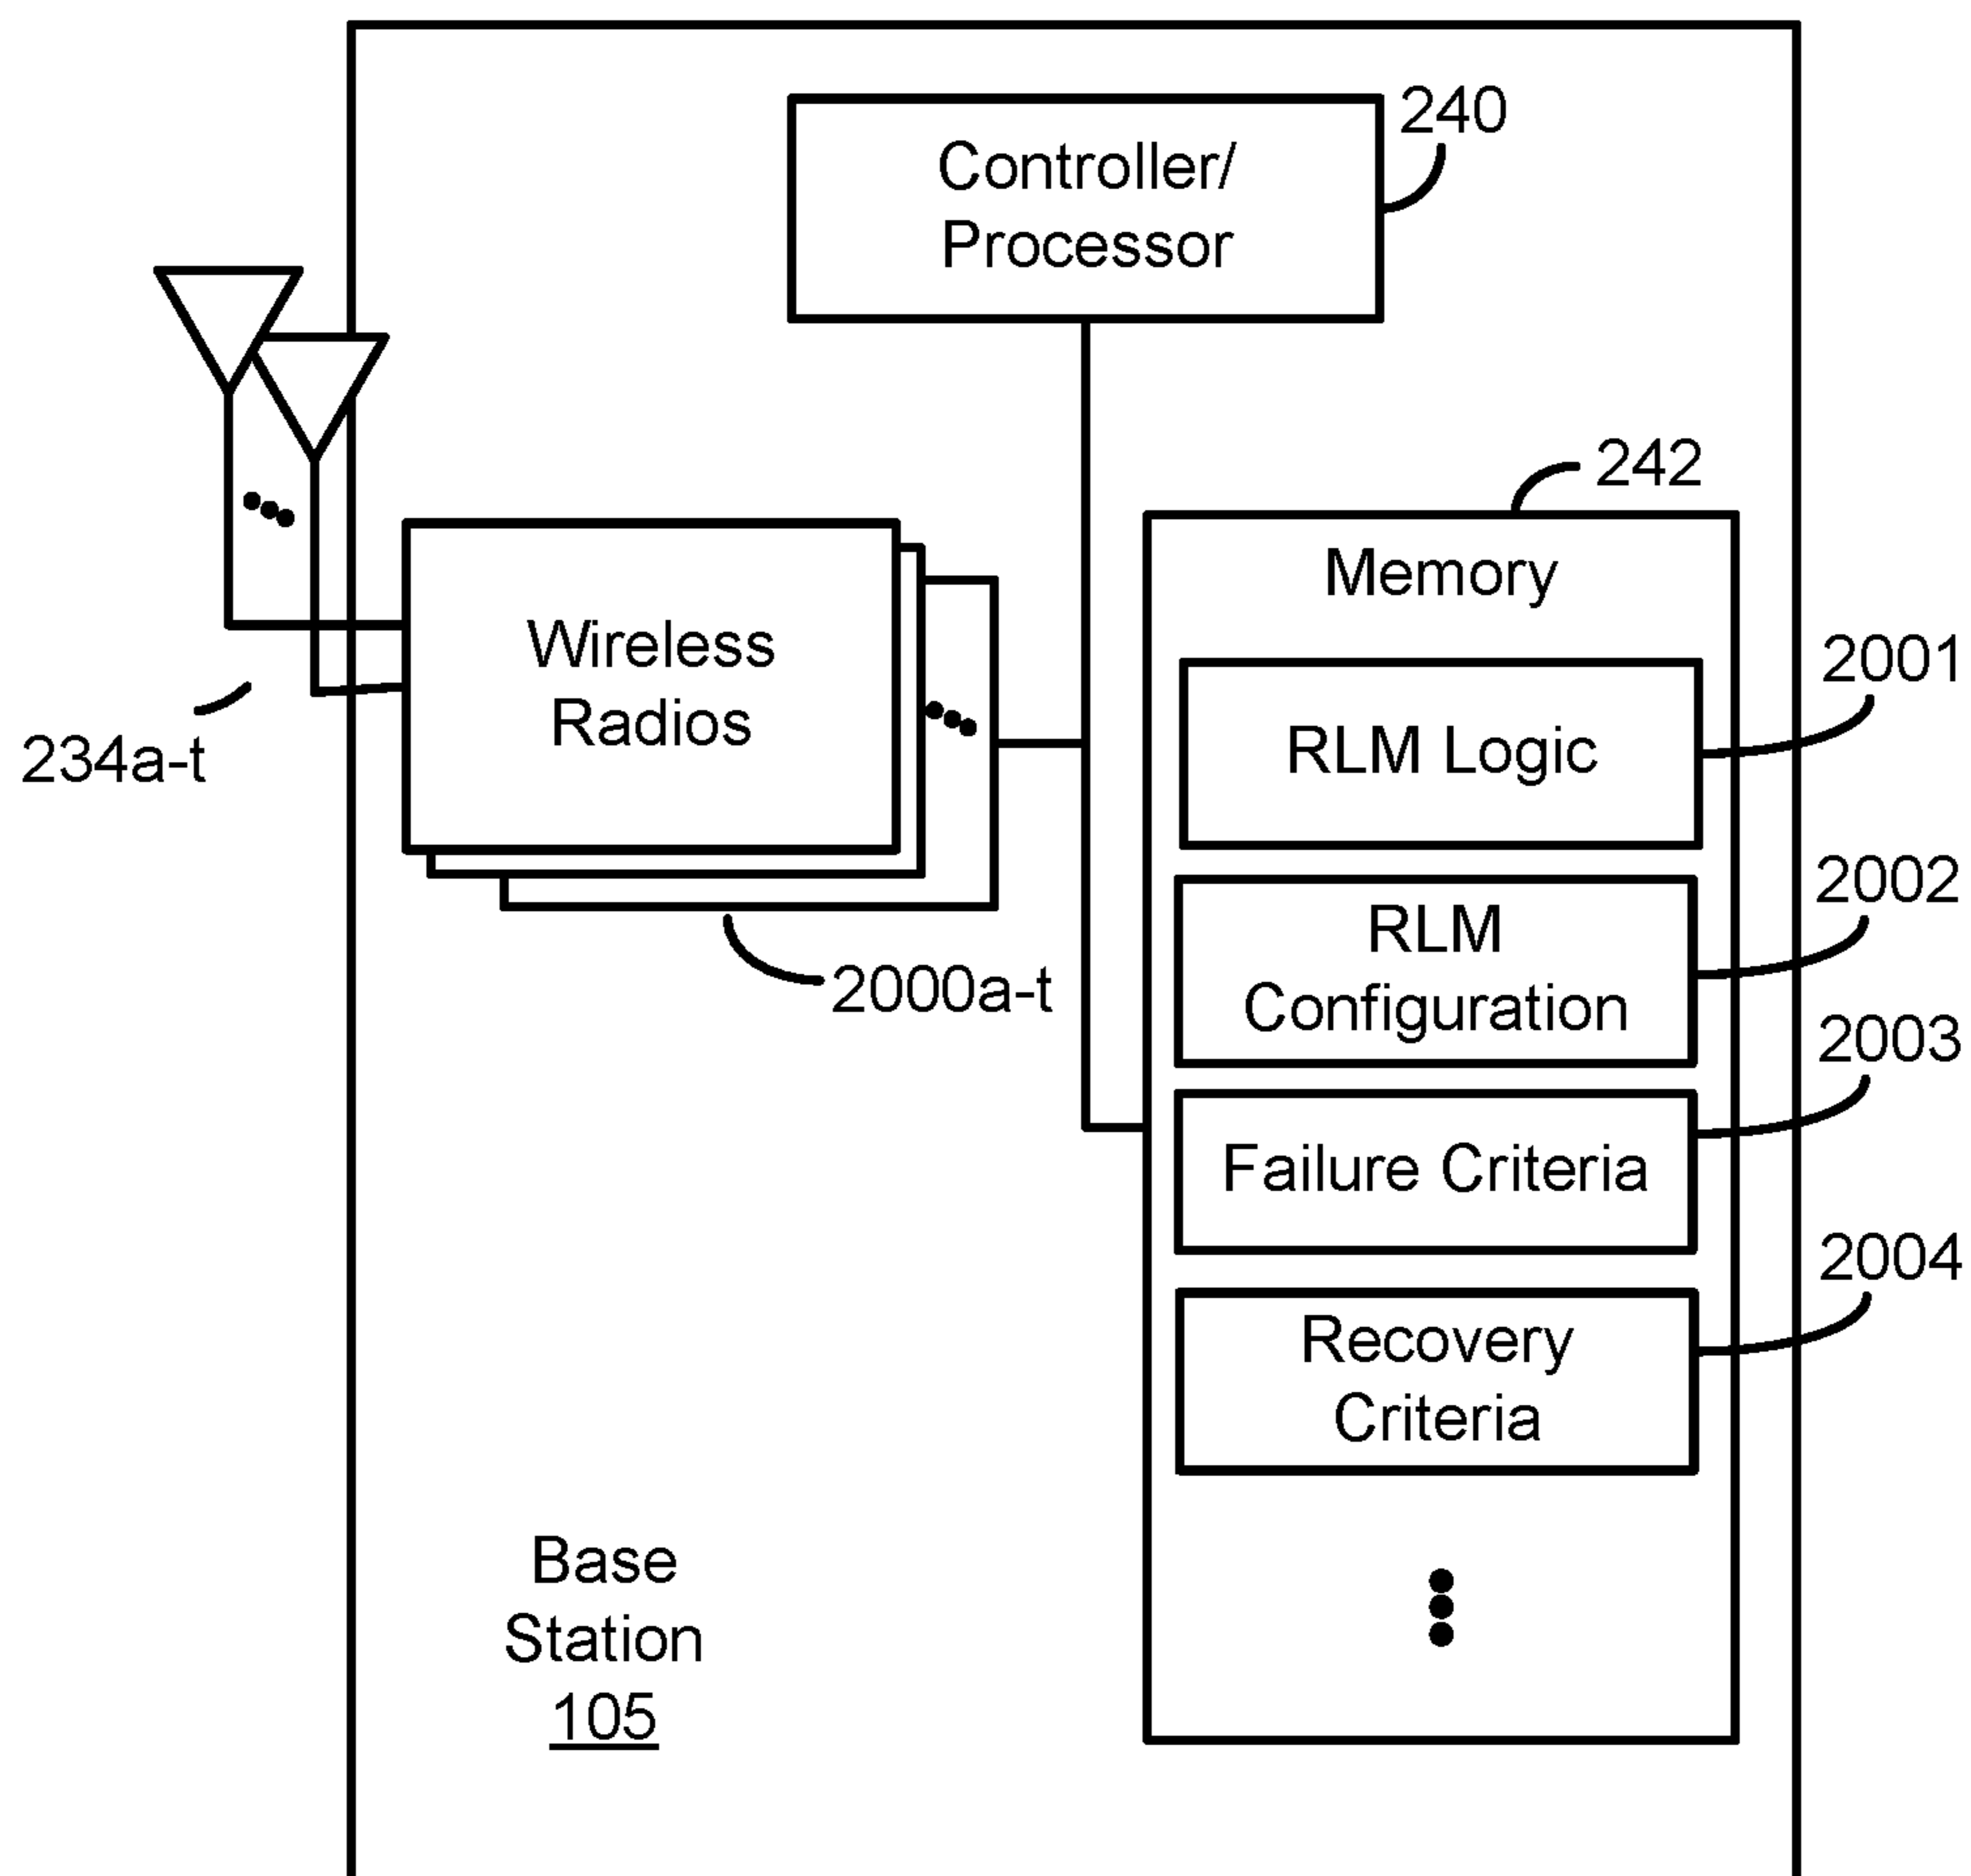 240
Controller/
Processor
242
Memory
2001
RLM Logic
Wireless
Radios
234a-t
2002
RLM
Configuration
2000a-t
2003
Failure Criteria
2004
Recovery
Criteria
Base
Station
105